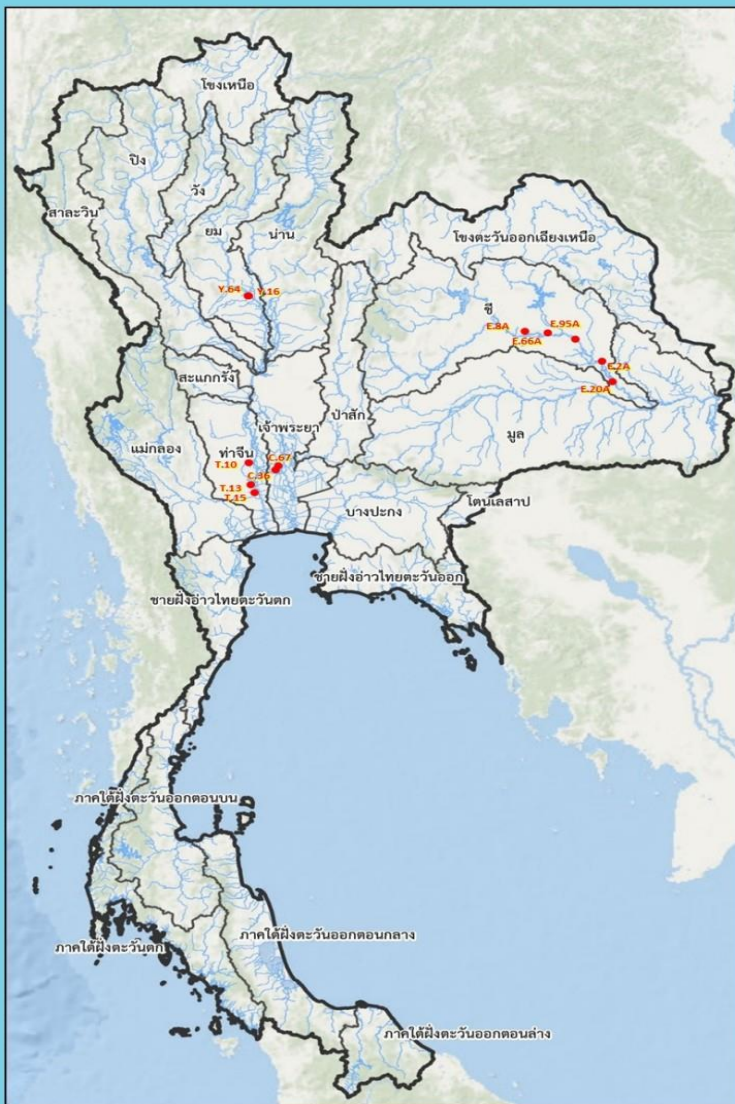 โขงเหนือ
ปิง
วัง
สาละวิน
ยม
น่าน
โขงตะวันออกเฉียงเหนือ
Y.64
Y.16
ชี
E.8A
E.95A
E.66A
E.2A
E.20A
สะแกกรัง
เจ้าพระยา
ป่าสัก
มูล
แม่กลอง
ท่าจีน
T.10
C.67
C.36
T.13
T.15
บางปะกง
โตนเลสาป
ชายฝั่งอ่าวไทยตะวันออก
ชายฝั่งอ่าวไทยตะวันตก
ภาคใต้ฝั่งตะวันออกตอนบน
ภาคใต้ฝั่งตะวันออกตอนกลาง
ภาคใต้ฝั่งตะวันตก
ภาคใต้ฝั่งตะวันออกตอนล่าง